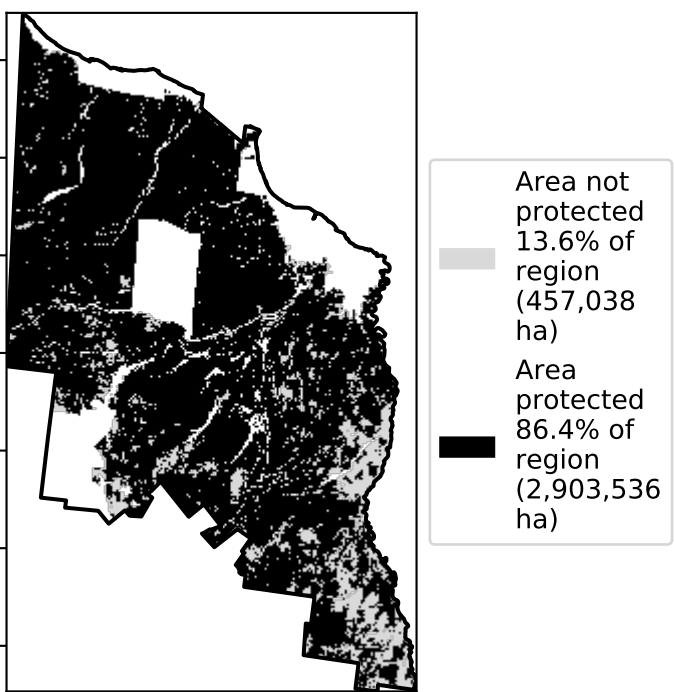 Area not
protected
13.6% of
region
(457,038
ha)
Area
protected
86.4% of
region
(2,903,536
ha)